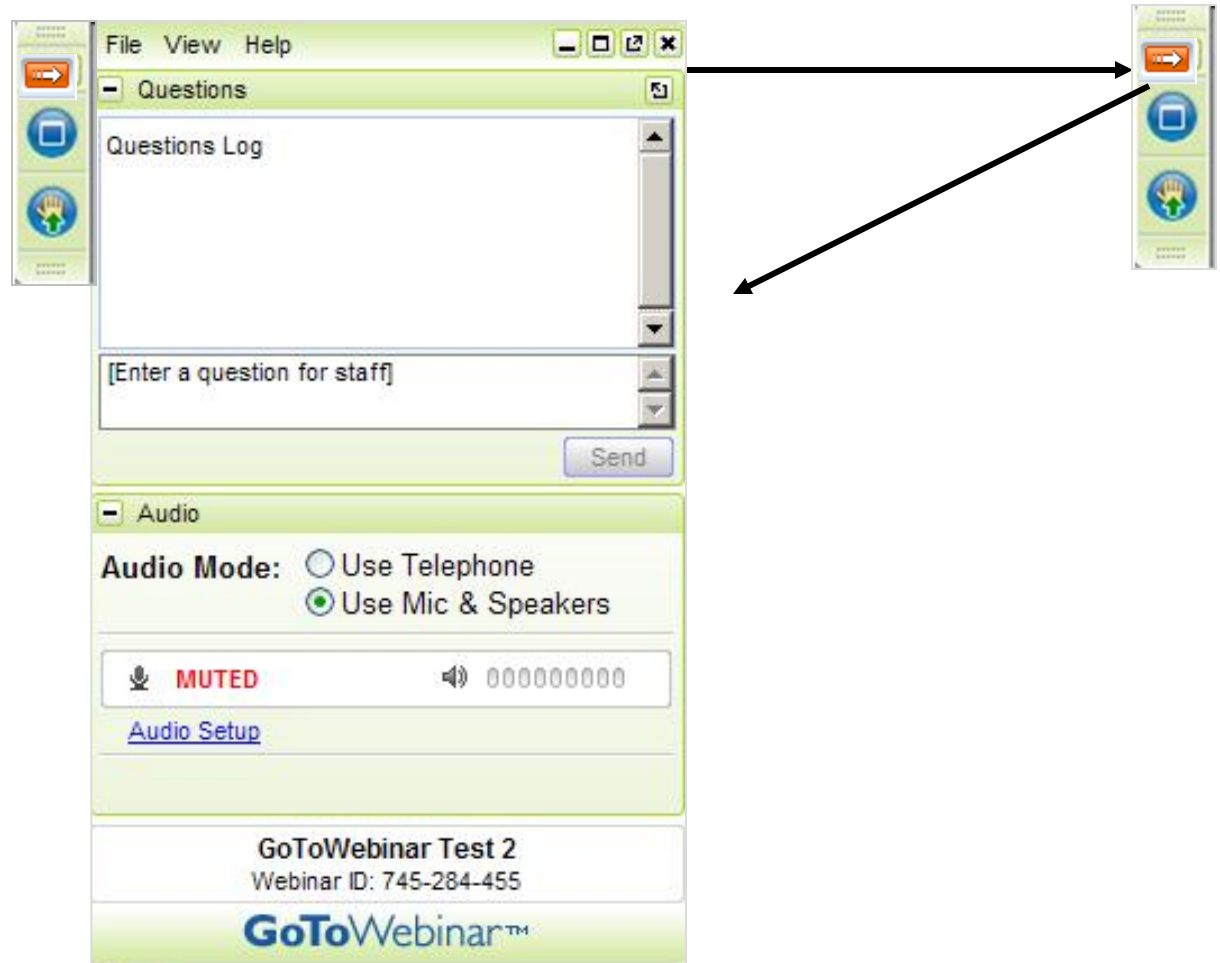 File View Help
Questions
Questions Log
[Enter a question for staff]
Send
Audio
Audio Mode: Use Telephone
Use Mic & Speakers
MUTED 000000000
Audio Setup
GoToWebinar Test 2
Webinar ID: 745-284-455
GoToWebinar™